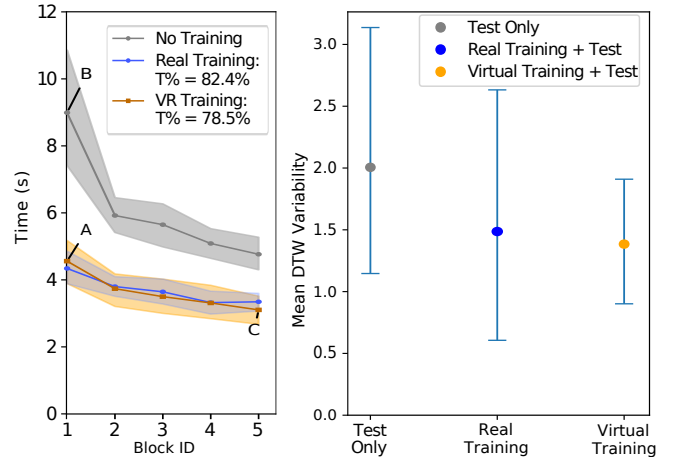 12
10
8
6
4
2
0
Time (s)
1
2
3
4
5
Block ID
No Training
Real Training:
T% = 82.4%
VR Training:
T% = 78.5%
B
A
C
3.0
2.5
2.0
1.5
1.0
0.5
0.0
Mean DTW Variability
Test Only
Real Training + Test
Virtual Training + Test
Test
Only
Real
Training
Virtual
Training